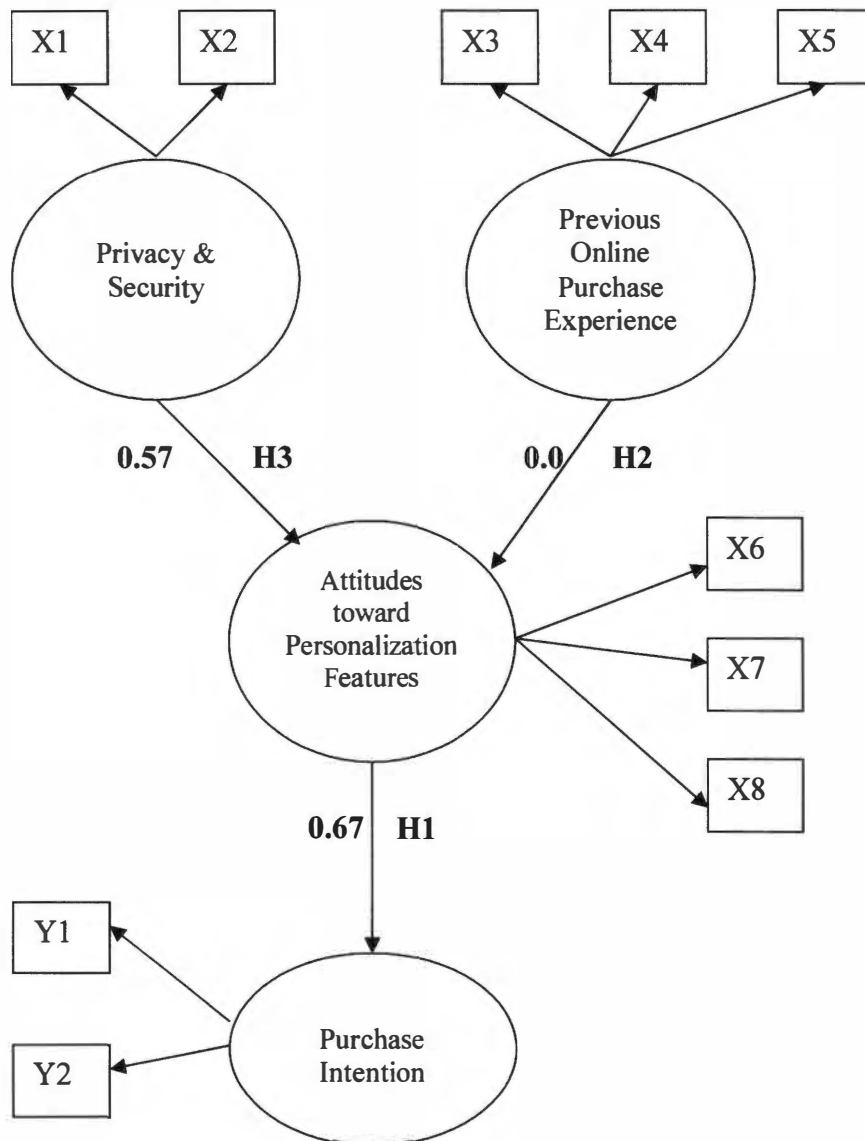 X1
X2
X3
X4
X5
Privacy &
Security
Previous
Online
Purchase
Experience
0.57
H3
0.0
H2
Attitudes
toward
Personalization
Features
X6
X7
X8
0.67
H1
Y1
Y2
Purchase
Intention